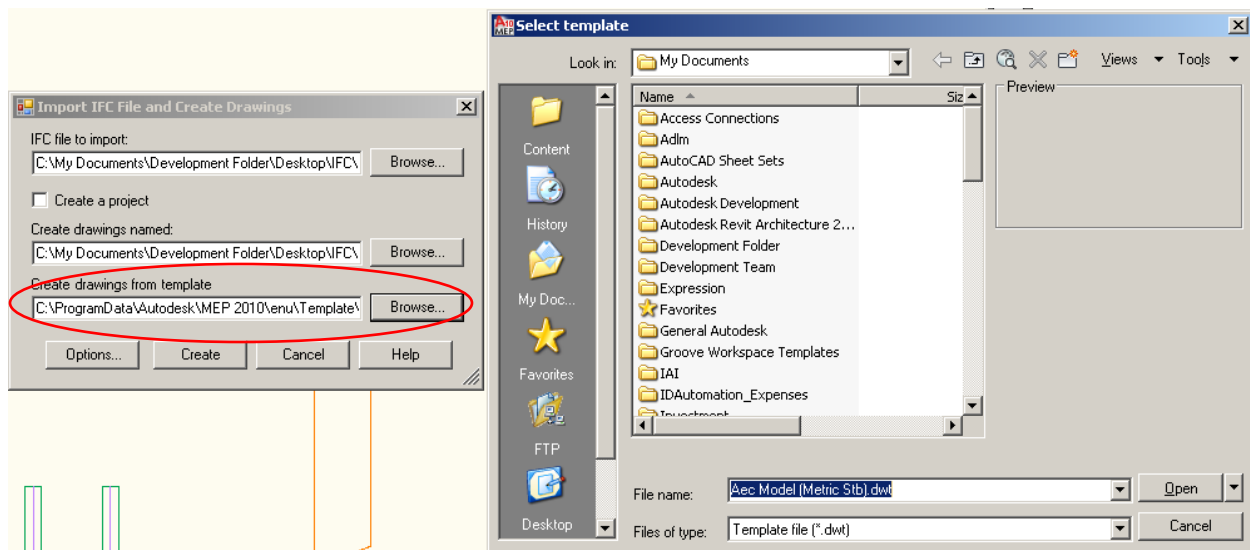 Import IFC File and Create Drawings
IFC file to import:
C:\My Documents\Development Folder\Desktop\IFC\
Browse...
Create a project
Create drawings named:
C:\My Documents\Development Folder\Desktop\IFC\
Browse...
Create drawings from template
C:\ProgramData\Autodesk\MEP 2010\enu\Template\
Browse...
Options... Create Cancel Help
Select template
Look in: My Documents Views Tools
Content
History
My Doc...
Favorites
FTP
Desktop
Name Siz
Access Connections
Adlm
AutoCAD Sheet Sets
Autodesk
Autodesk Development
Autodesk Revit Architecture 2...
Development Folder
Development Team
Expression
Favorites
General Autodesk
Groove Workspace Templates
IAI
IDAutomation_Expenses
Preview
File name: Aec Model (Metric Stb).dwt Open
Files of type: Template file (*.dwt) Cancel